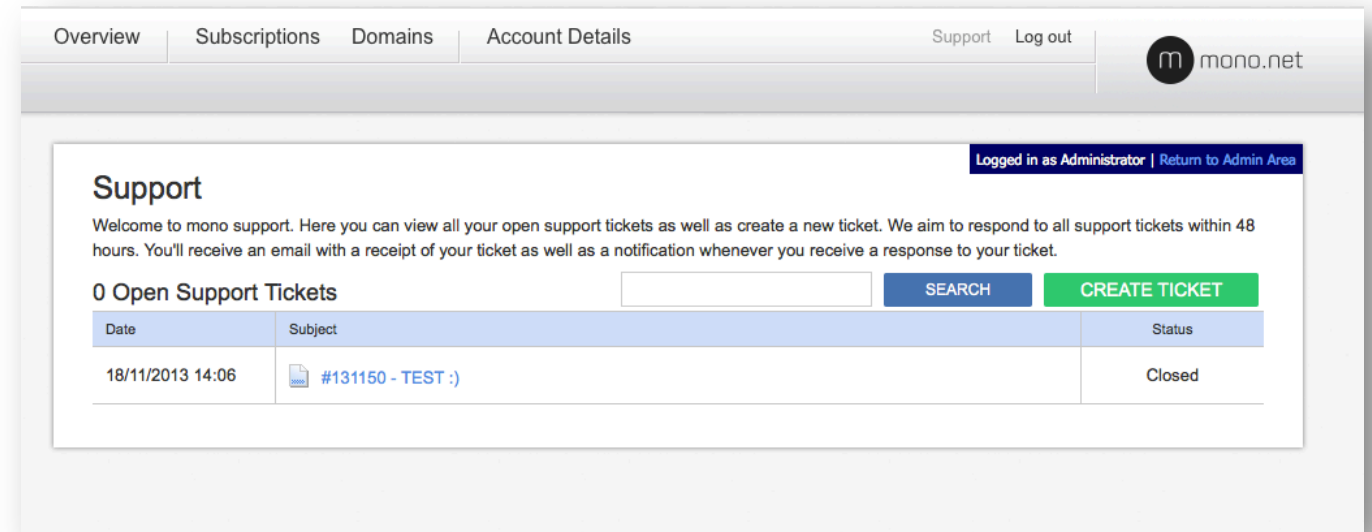 Overview Subscriptions Domains Account Details Support Log out
m mono.net
Logged in as Administrator | Return to Admin Area
Support
Welcome to mono support. Here you can view all your open support tickets as well as create a new ticket. We aim to respond to all support tickets within 48
hours. You'll receive an email with a receipt of your ticket as well as a notification whenever you receive a response to your ticket.
0 Open Support Tickets SEARCH CREATE TICKET
Date Subject Status
18/11/2013 14:06 #131150 - TEST :) Closed